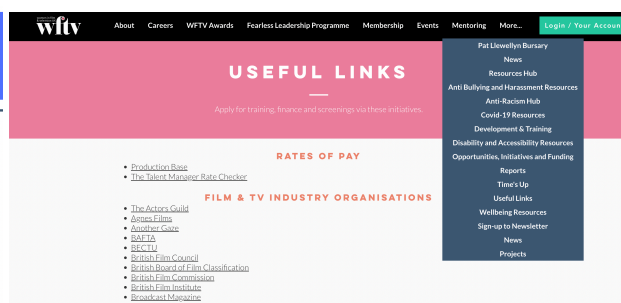 wftv
About Careers WFTV Awards Fearless Leadership Programme Membership Events Mentoring More... Login / Your Accoun
Pat Llewellyn Bursary
News
Resources Hub
Anti Bullying and Harassment Resources
Anti-Racism Hub
Covid-19 Resources
Development & Training
Disability and Accessibility Resources
Opportunities, Initiatives and Funding
Reports
Time's Up
Useful Links
Wellbeing Resources
Sign-up to Newsletter
News
Projects
USEFUL LINKS
Apply for training, finance and screenings via these initiatives.
RATES OF PAY
• Production Base
• The Talent Manager Rate Checker
FILM & TV INDUSTRY ORGANISATIONS
• The Actors Guild
• Agnes Films
• Another Gaze
• BAFTA
• BECTU
• British Film Council
• British Board of Film Classification
• British Film Commission
• British Film Institute
• Broadcast Magazine